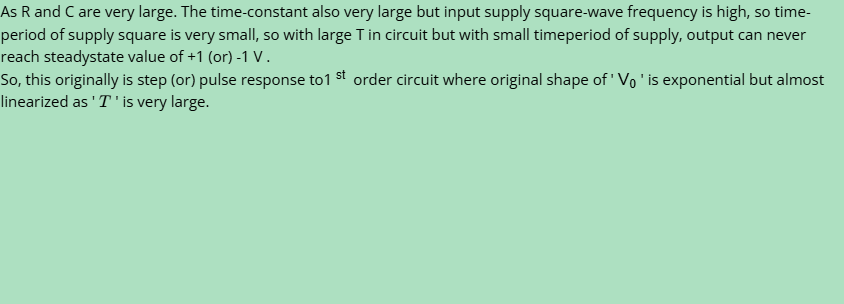 As R and C are very large. The time-constant also very large but input supply square-wave frequency is high, so time-
period of supply square is very small, so with large T in circuit but with small timeperiod of supply, output can never
reach steadystate value of +1 (or) -1 V .
So, this originally is step (or) pulse response to1 st order circuit where original shape of ' V₀ ' is exponential but almost
linearized as ' T ' is very large.